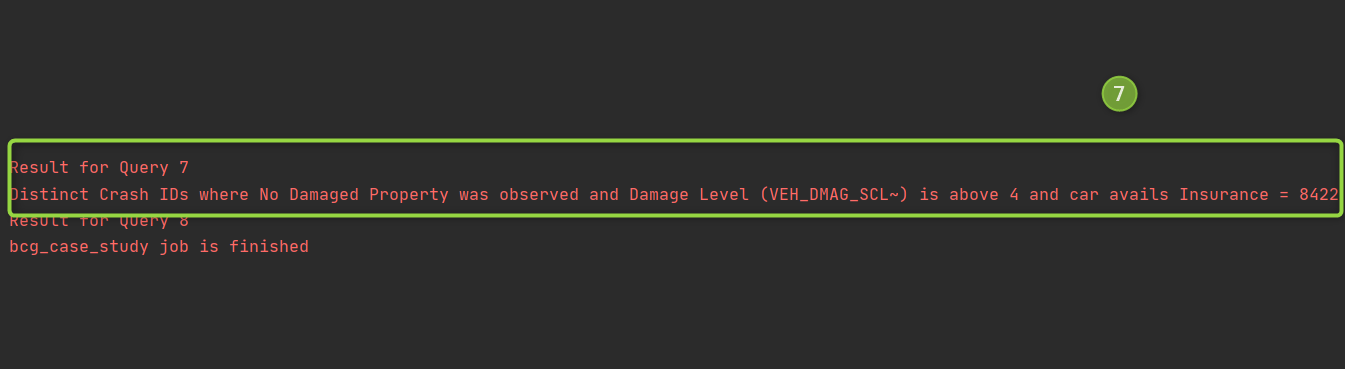 7
Result for Query 7
Distinct Crash IDs where No Damaged Property was observed and Damage Level (VEH_DMAG_SCL~) is above 4 and car avails Insurance = 8422
Result for Query 8
bcg_case_study job is finished